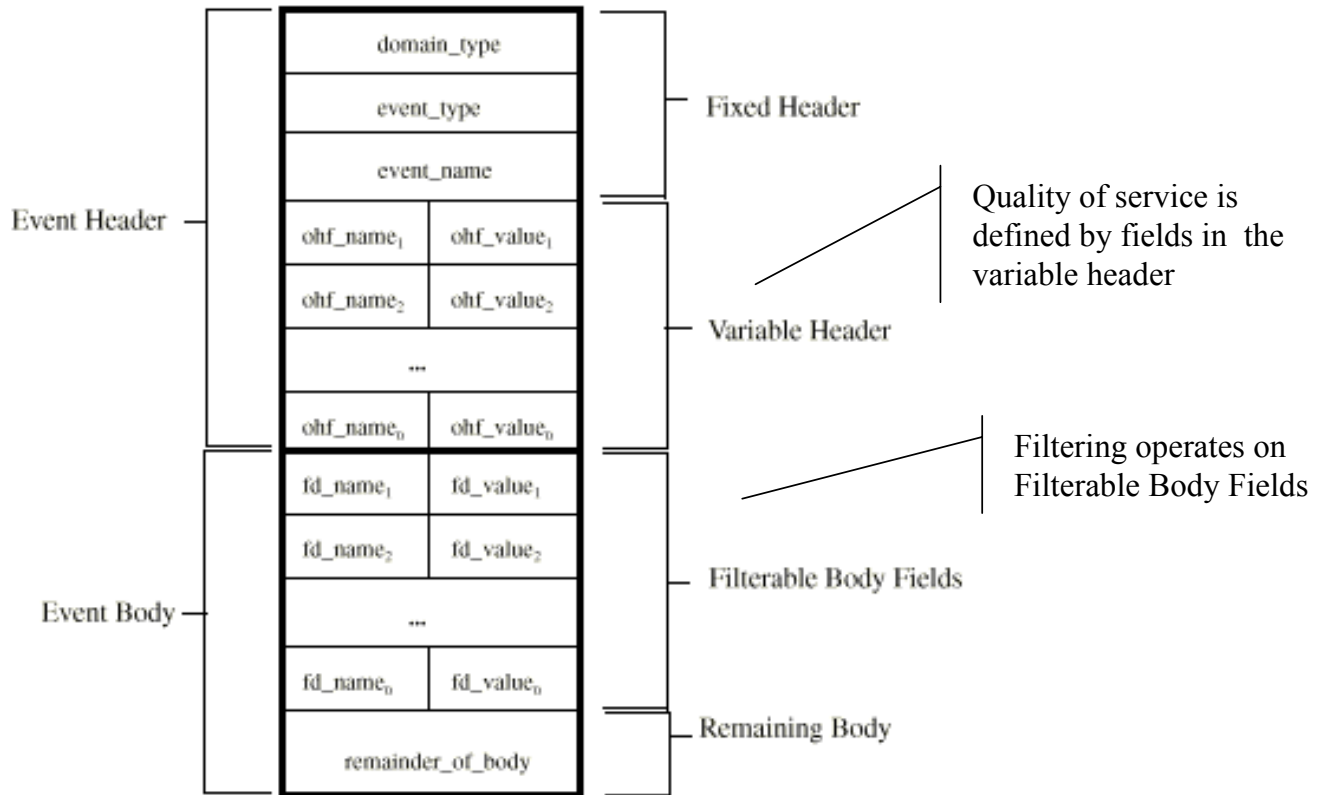 domain_type
event_type
Fixed Header
event_name
Event Header
Quality of service is
defined by fields in the
variable header
ohf_name₁ ohf_value₁
ohf_name₂ ohf_value₂
Variable Header
...
ohf_nameₙ ohf_valueₙ
Filtering operates on
Filterable Body Fields
fd_name₁ fd_value₁
fd_name₂ fd_value₂
Filterable Body Fields
Event Body
...
fd_nameₙ fd_valueₙ
Remaining Body
remainder_of_body